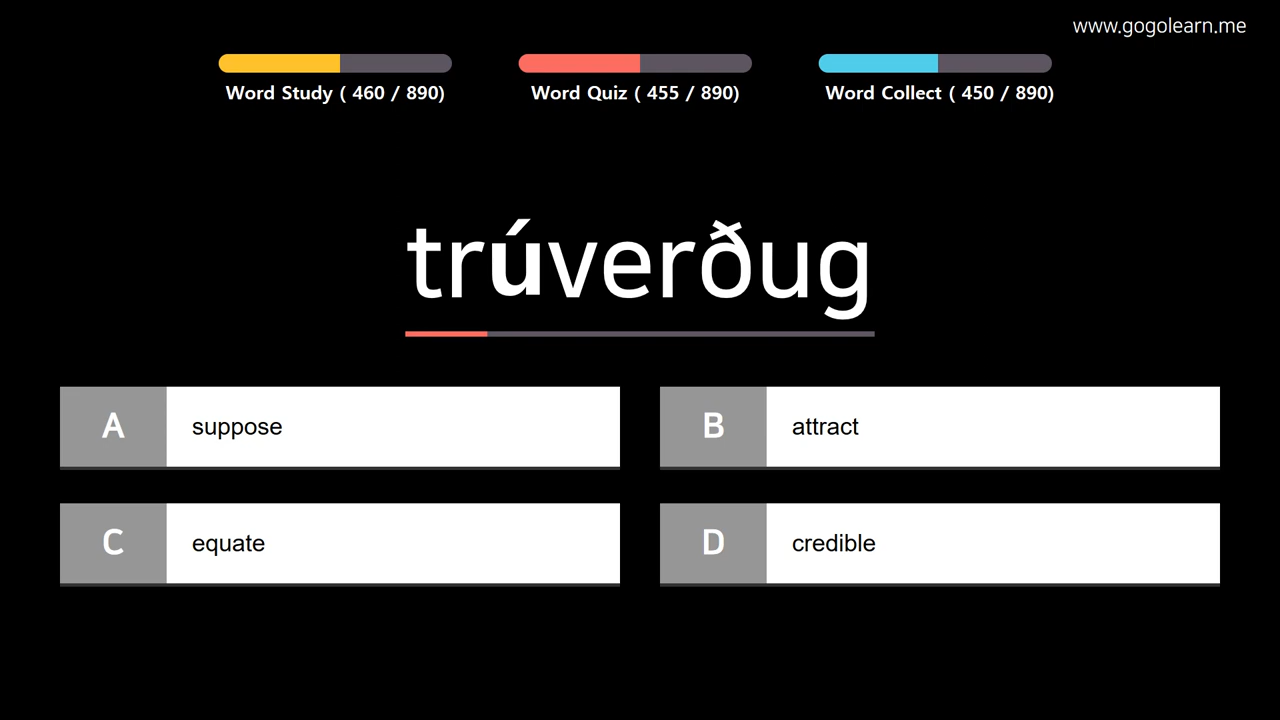 www.gogolearn.me
Word Study ( 460 / 890)
Word Quiz ( 455 / 890)
Word Collect ( 450 / 890)
trúverðug
A suppose
B attract
C equate
D credible